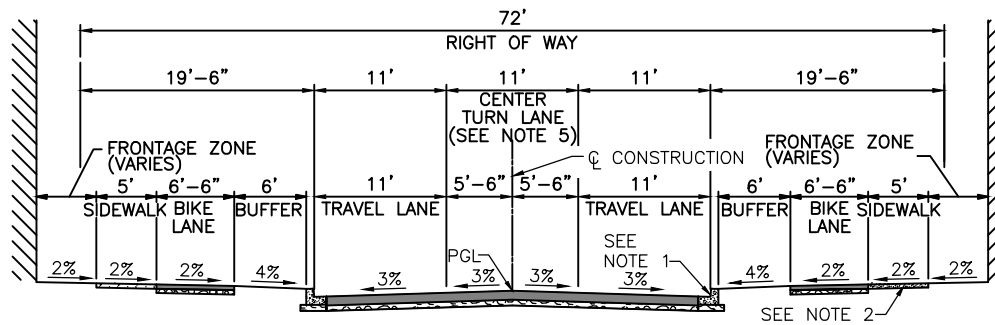 72'
RIGHT OF WAY
19'-6" 11' 11' 11' 19'-6"
CENTER
TURN LANE
(SEE NOTE 5)
FRONTAGE ZONE
(VARIES)
FRONTAGE ZONE
(VARIES)
℄ CONSTRUCTION
5' 6'-6" 6' 11' 5'-6" 5'-6" 11' 6' 6'-6" 5'
SIDEWALK BIKE LANE BUFFER TRAVEL LANE TRAVEL LANE BUFFER BIKE LANE SIDEWALK
SEE
NOTE 1
PGL
2% 2% 2% 4% 3% 3% 3% 3% 4% 2% 2% 2%
SEE NOTE 2